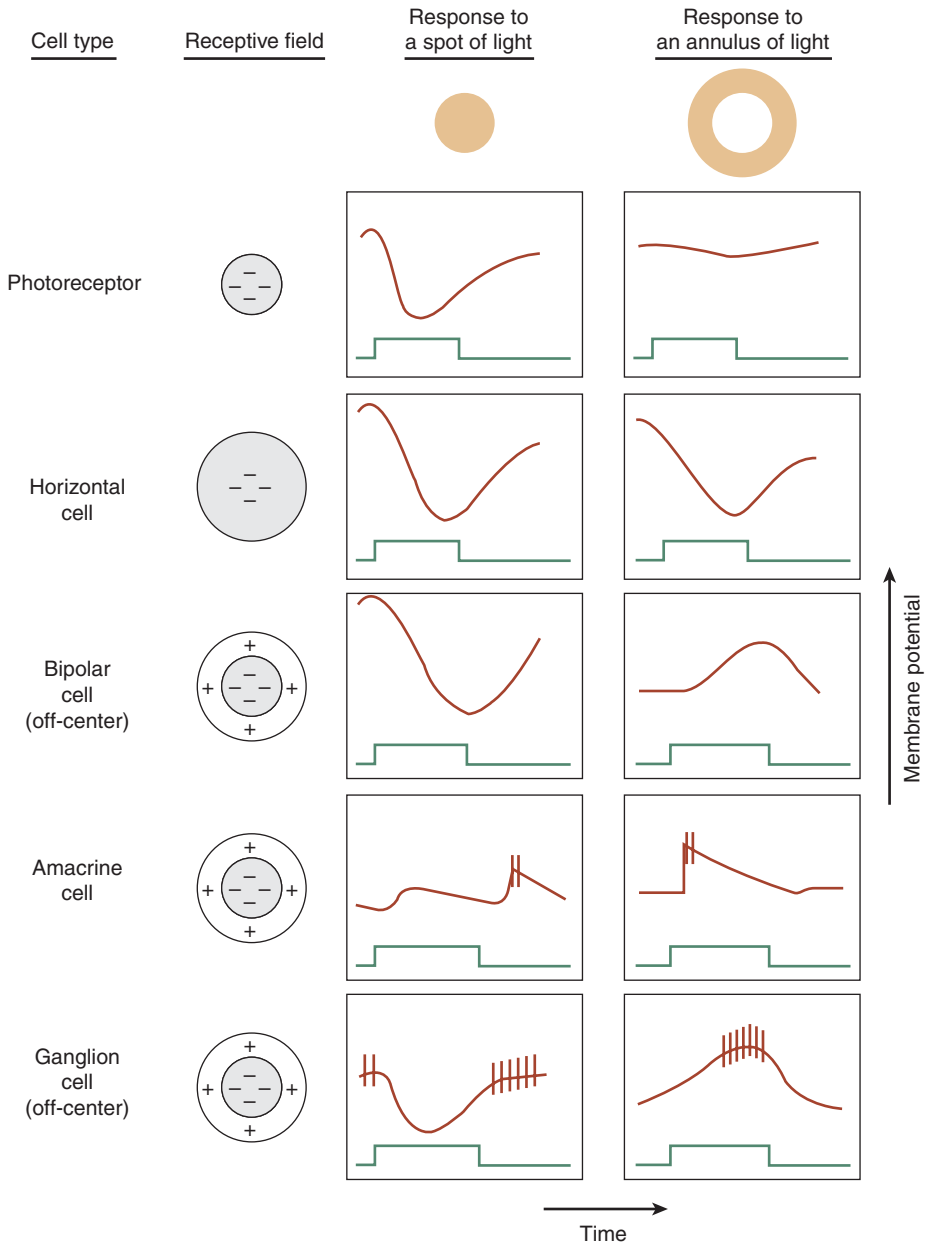 Cell type
Receptive field
Response to
a spot of light
Response to
an annulus of light
Photoreceptor
–
– –
–
Horizontal
cell
–
– –
–
Bipolar
cell
(off-center)
+
–
+ – – +
–
+
Amacrine
cell
+
–
+ – – +
–
+
Ganglion
cell
(off-center)
+
–
+ – – +
–
+
Membrane potential
Time